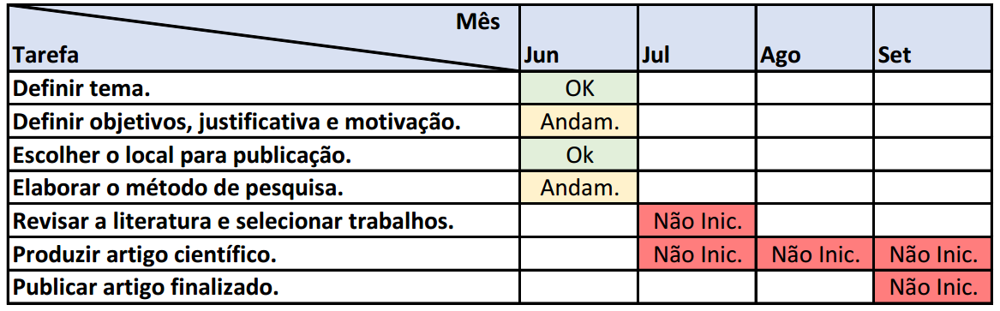 Mês
Tarefa Jun Jul Ago Set
Definir tema. OK
Definir objetivos, justificativa e motivação. Andam.
Escolher o local para publicação. Ok
Elaborar o método de pesquisa. Andam.
Revisar a literatura e selecionar trabalhos. Não Inic.
Produzir artigo científico. Não Inic. Não Inic. Não Inic.
Publicar artigo finalizado. Não Inic.